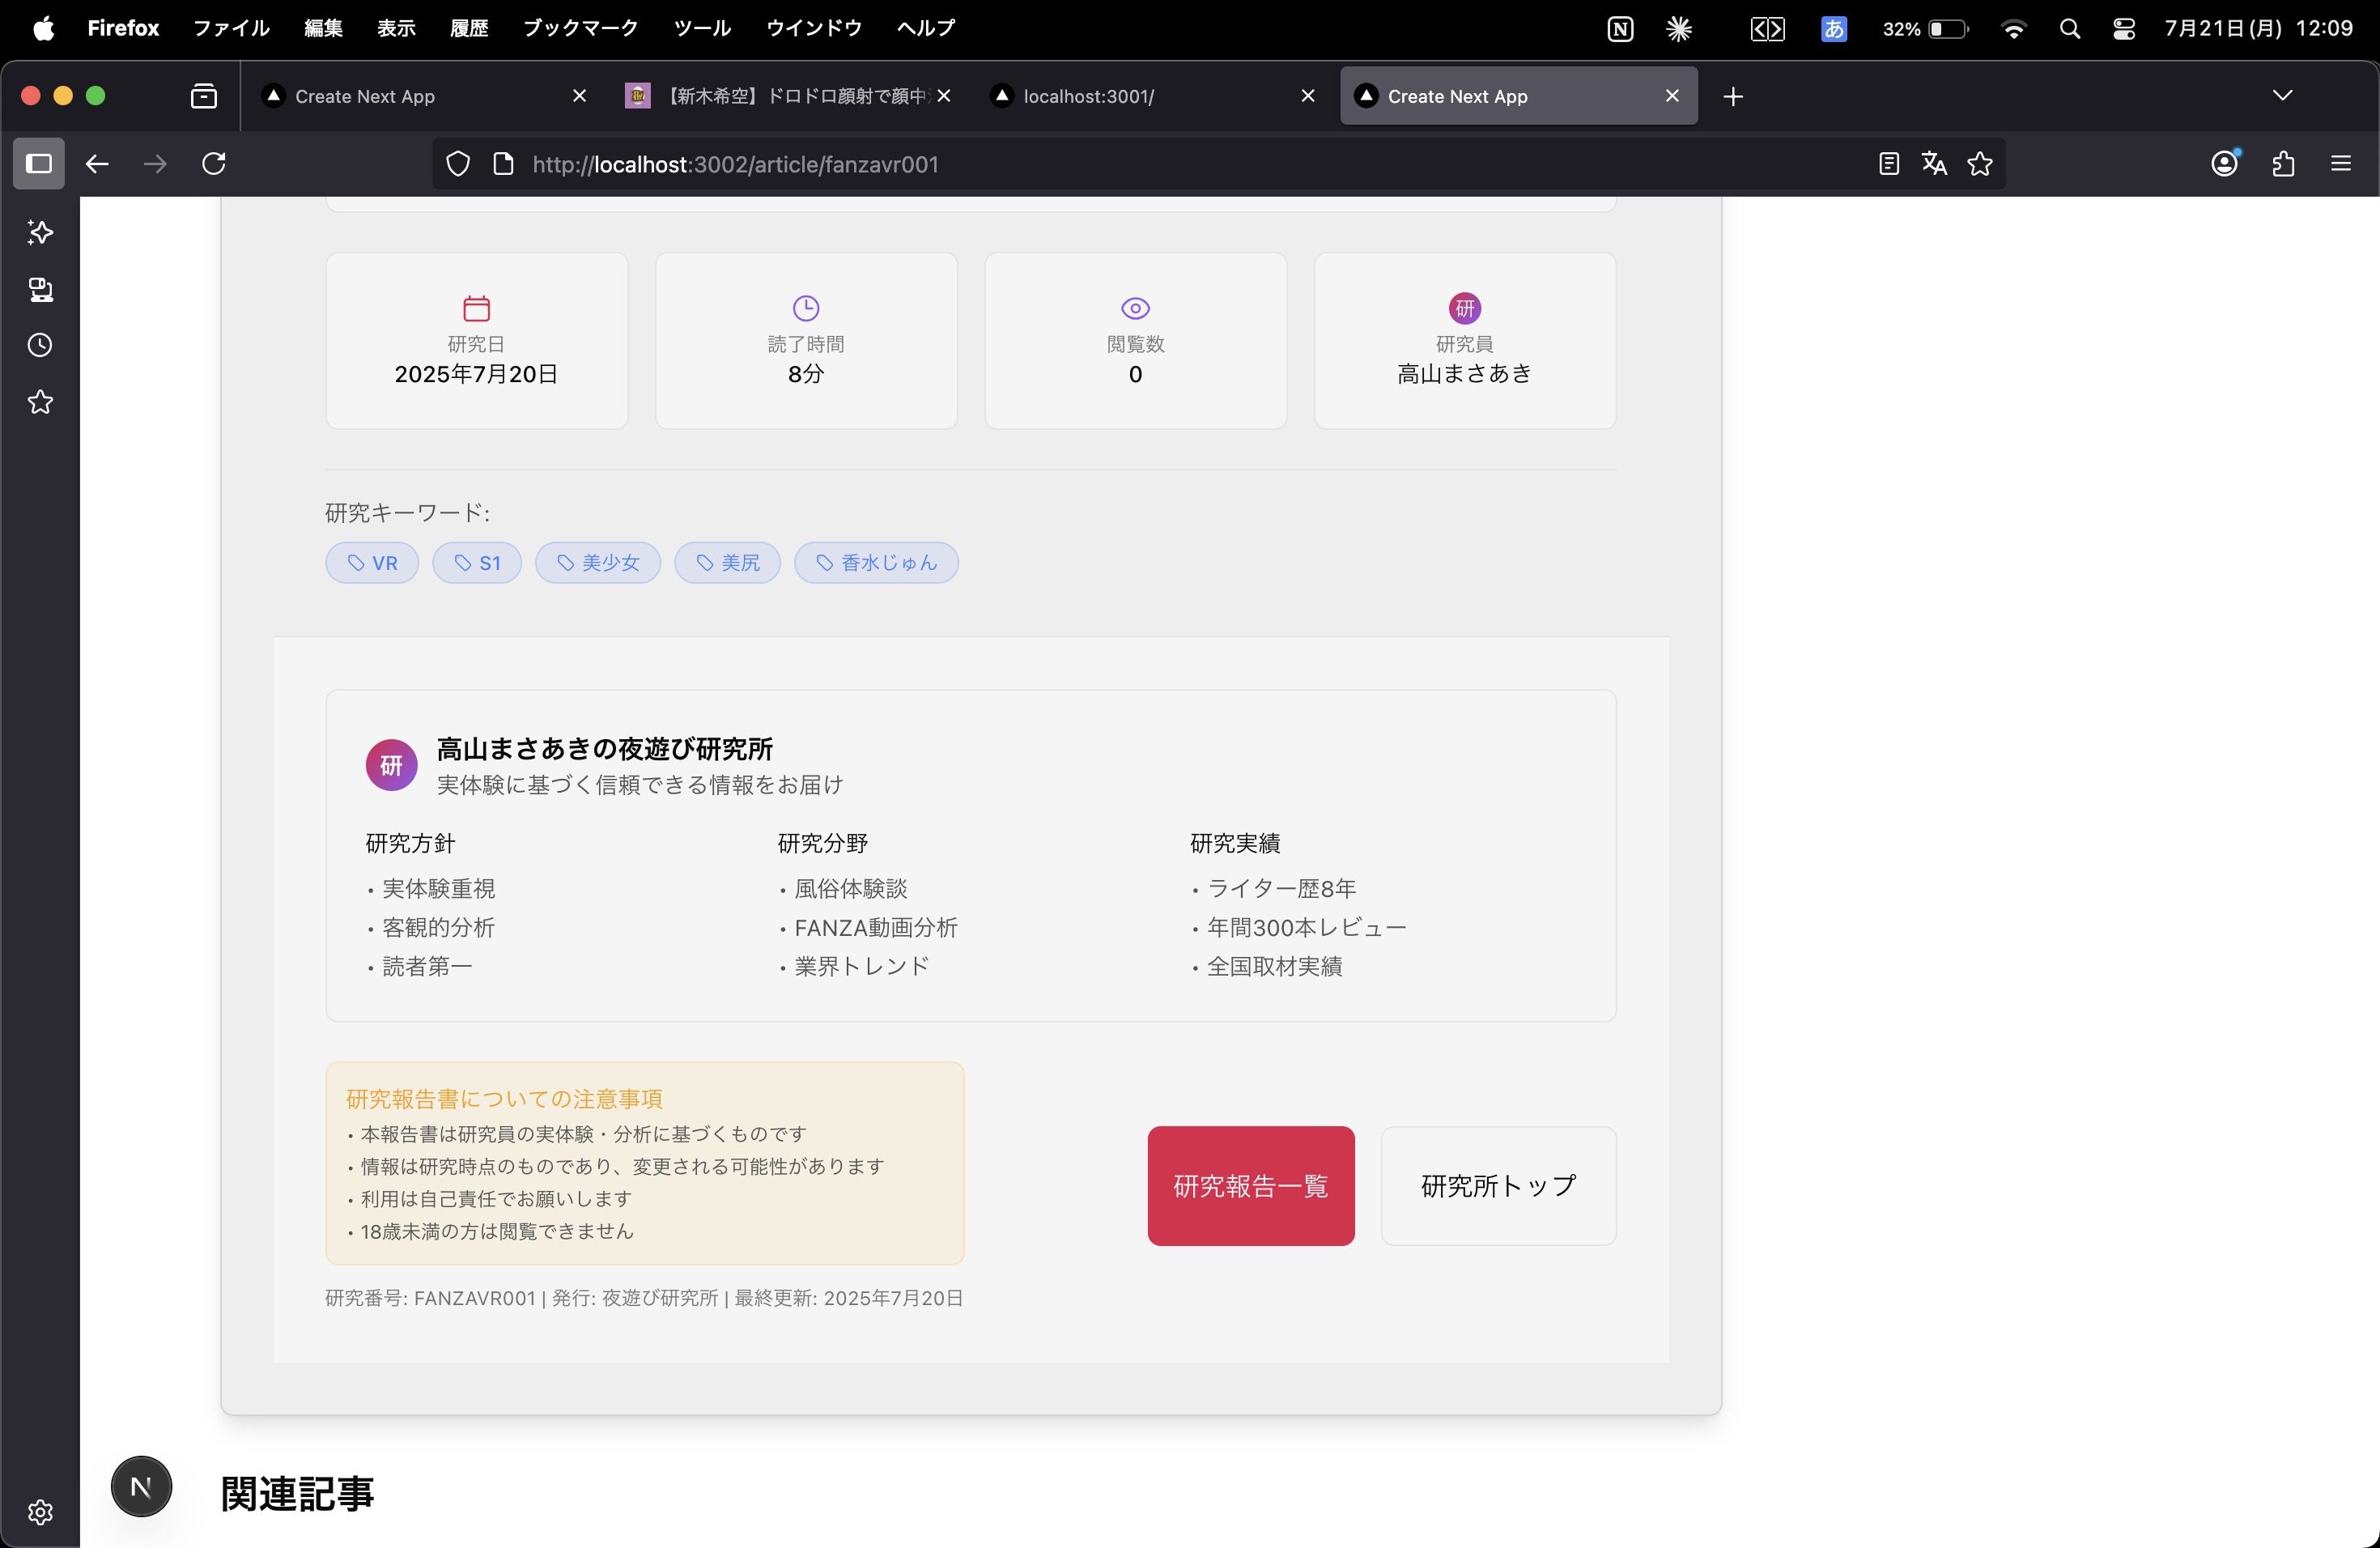 Firefox ファイル 編集 表示 履歴 ブックマーク ツール ウインドウ ヘルプ あ 32% 7月21日(月) 12:09
Create Next App 【新木希空】ドロドロ顔射で顔中 localhost:3001/ Create Next App
http://localhost:3002/article/fanzavr001
研
研究日 読了時間 閲覧数 研究員
2025年7月20日 8分 0 高山まさあき
研究キーワード:
VR S1 美少女 美尻 香水じゅん
研 高山まさあきの夜遊び研究所
実体験に基づく信頼できる情報をお届け
研究方針 研究分野 研究実績
• 実体験重視 • 風俗体験談 • ライター歴8年
• 客観的分析 • FANZA動画分析 • 年間300本レビュー
• 読者第一 • 業界トレンド • 全国取材実績
研究報告書についての注意事項
• 本報告書は研究員の実体験・分析に基づくものです
• 情報は研究時点のものであり、変更される可能性があります
• 利用は自己責任でお願いします
• 18歳未満の方は閲覧できません
研究報告一覧 研究所トップ
研究番号: FANZAVR001 | 発行: 夜遊び研究所 | 最終更新: 2025年7月20日
N
関連記事